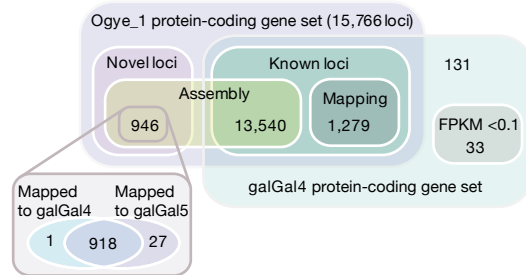 Ogye_1 protein-coding gene set (15,766 loci)
Novel loci
Known loci
131
Assembly
Mapping
946
13,540
1,279
FPKM <0.1
33
galGal4 protein-coding gene set
Mapped
to galGal4
Mapped
to galGal5
1
918
27